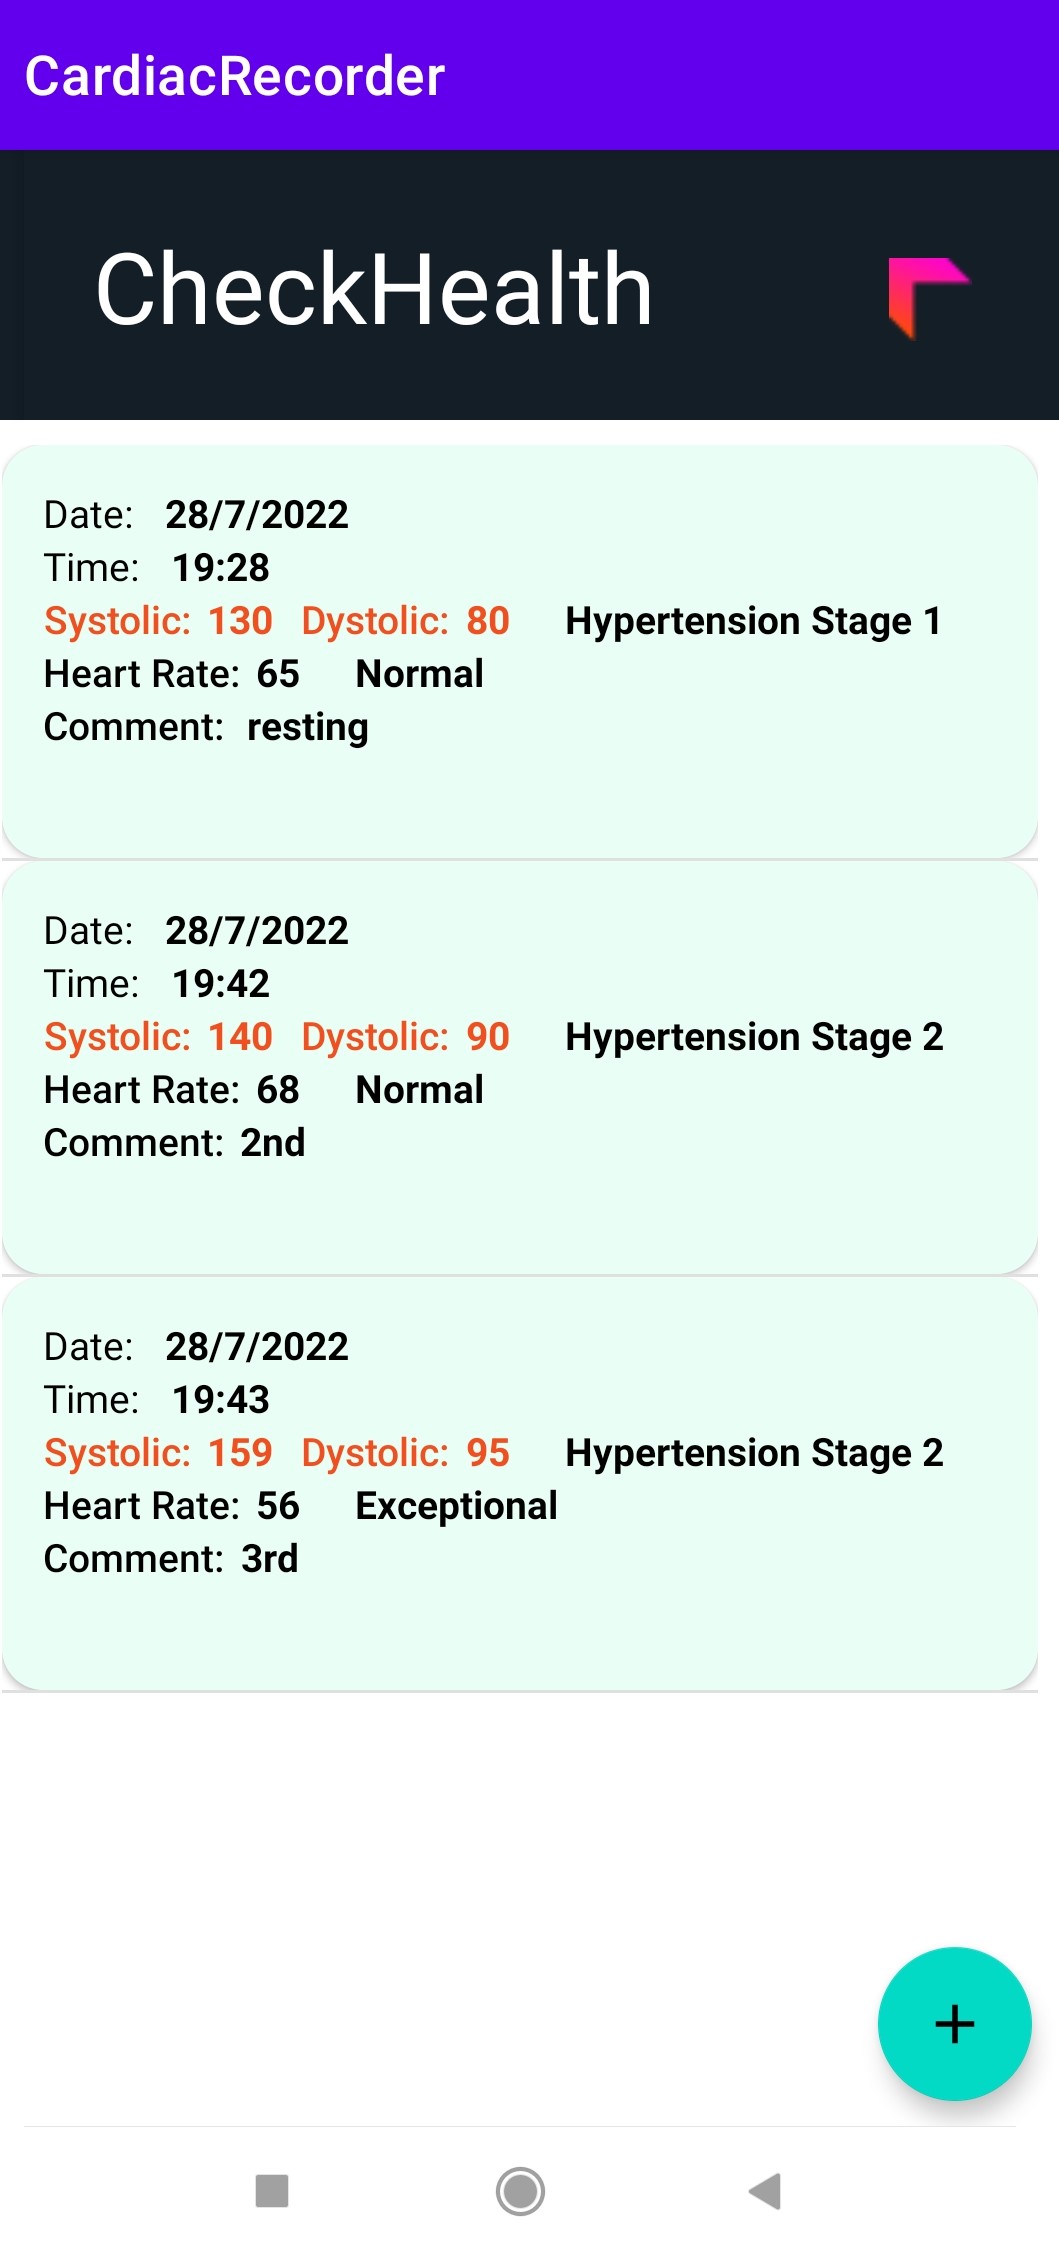 CardiacRecorder
CheckHealth
Date: 28/7/2022
Time: 19:28
Systolic: 130 Dystolic: 80 Hypertension Stage 1
Heart Rate: 65 Normal
Comment: resting
Date: 28/7/2022
Time: 19:42
Systolic: 140 Dystolic: 90 Hypertension Stage 2
Heart Rate: 68 Normal
Comment: 2nd
Date: 28/7/2022
Time: 19:43
Systolic: 159 Dystolic: 95 Hypertension Stage 2
Heart Rate: 56 Exceptional
Comment: 3rd
+